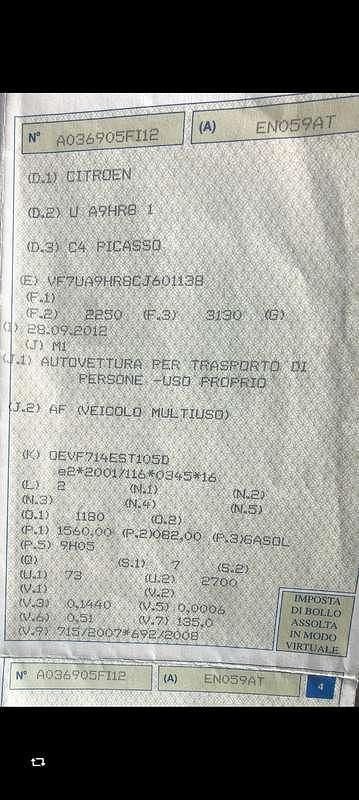 N° A036905FI12 (A) EN059AT
(D.1) CITROEN
(D.2) U A9HR8 1
(D.3) C4 PICASSO
(E) VF7UA9HR8CJ601138
(F.1)
(F.2) 2250 (F.3) 3130 (G)
(I) 28.09.2012
(J) M1
(J.1) AUTOVETTURA PER TRASPORTO DI
PERSONE -USO PROPRIO
(J.2) AF (VEICOLO MULTIUSO)
(K) OEVF714EST105D
e2*2001/116*0345*16
(L) 2 (N.1) (N.2)
(N.3) (N.4) (N.5)
(O.1) 1180 (O.2)
(P.1) 1560,00 (P.2)082,00 (P.3)GASOL
(P.5) 9H05
(Q) (S.1) 7 (S.2)
(U.1) 73 (U.2) 2700
(V.1) (V.2)
(V.3) 0.1440 (V.5) 0,0006
(V.6) 0.51 (V.7) 135.0
(V.9) 715/2007*692/2008
IMPOSTA
DI BOLLO
ASSOLTA
IN MODO
VIRTUALE
N° A036905FI12 (A) EN059AT 4